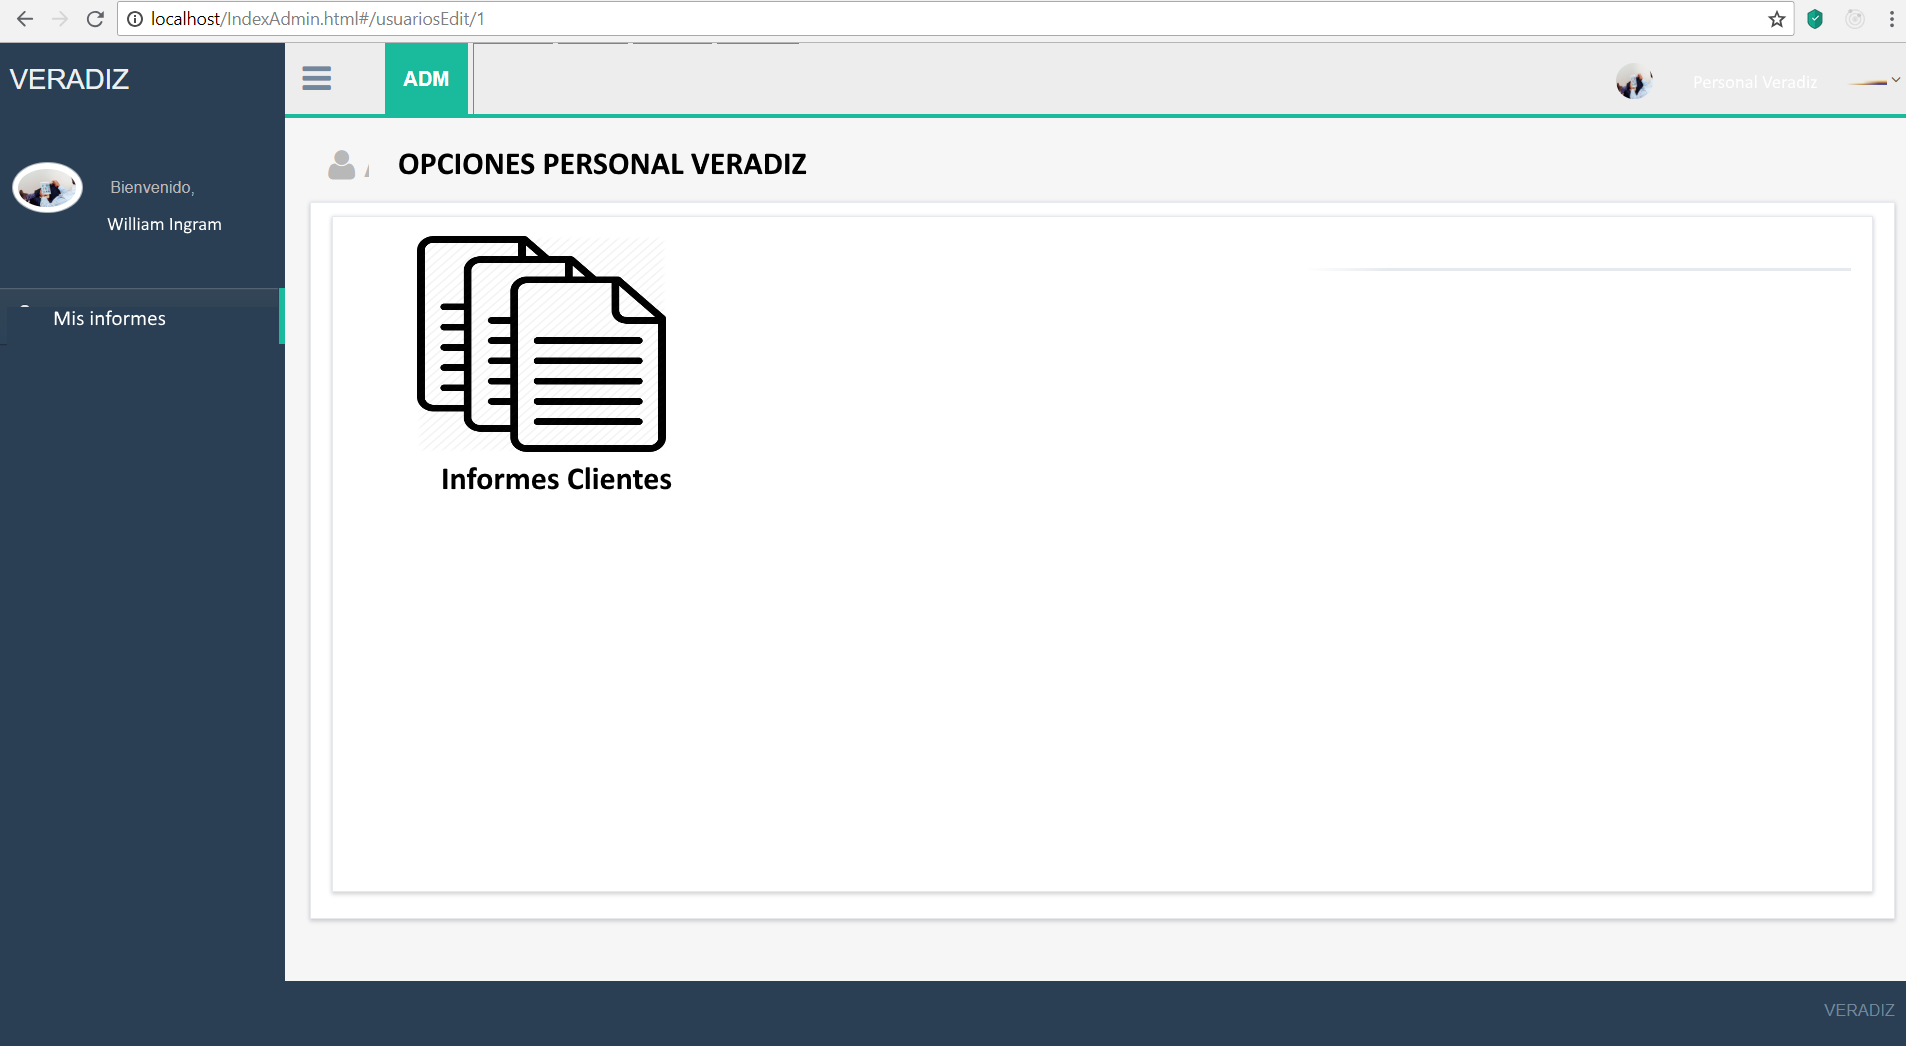 localhost/IndexAdmin.html#/usuariosEdit/1
VERADIZ
ADM
Personal Veradiz
OPCIONES PERSONAL VERADIZ
Bienvenido,
William Ingram
Mis informes
Informes Clientes
VERADIZ